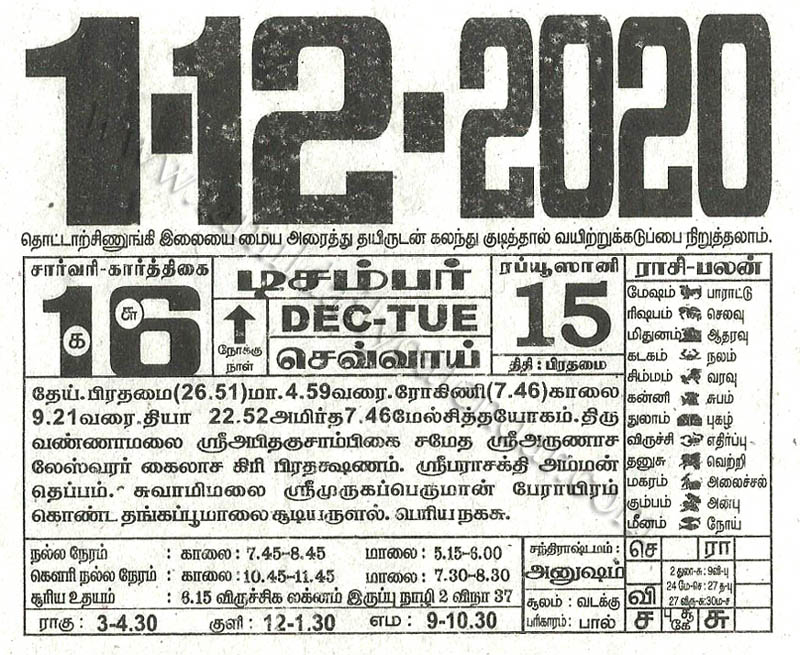 1-12-2020
தொட்டாற்சிணுங்கி இலையை மைய அரைத்து தயிருடன் கலந்து குடித்தால் வயிற்றுக்கடுப்பை நிறுத்தலாம்.
சார்வரி-கார்த்திகை
16
க ௬
டிசம்பர்
DEC-TUE
செவ்வாய்
நோக்கு
நாள்
ரப்யூஸானி
15
திதி : பிரதமை
ராசி-பலன்
மேஷம் பாராட்டு
ரிஷபம் செலவு
மிதுனம் ஆதரவு
கடகம் நலம்
சிம்மம் வரவு
கன்னி சுபம்
துலாம் புகழ்
விருச்சி எதிர்ப்பு
தனுசு வெற்றி
மகரம் அலைச்சல்
கும்பம் அன்பு
மீனம் நோய்
தேய்.பிரதமை(26.51)மா.4.59வரை.ரோகிணி(7.46)காலை
9.21வரை.தியா 22.52அமிர்த7.46மேல்சித்தயோகம்.திரு
வண்ணாமலை ஸ்ரீஅபிதகுசாம்பிகை சமேத ஸ்ரீஅருணாச
லேஸ்வரர் கைலாச கிரி பிரதக்ஷணம். ஸ்ரீபராசக்தி அம்மன்
தெப்பம். சுவாமிமலை ஸ்ரீமுருகப்பெருமான் பேராயிரம்
கொண்ட தங்கப்பூமாலை சூடியருளல். பெரிய நகசு.
நல்ல நேரம் : காலை : 7.45-8.45 மாலை : 5.15-6.00
கௌரி நல்ல நேரம் : காலை : 10.45-11.45 மாலை : 7.30-8.30
சூரிய உதயம் : 6.15 விருச்சிக லக்னம் இருப்பு நாழி 2 விநா 37
ராகு : 3-4.30 குளி : 12-1.30 எம : 9-10.30
சந்திராஷ்டமம் :
அனுஷம்
சூலம் : வடக்கு
பரிகாரம் : பால்
செ ரா
2 துலா-சு : 9வி-பு
24 மே-செ : 27 த-பு
வி 27 விரு-சு:30ம-ச
ச பு சூ கே சு